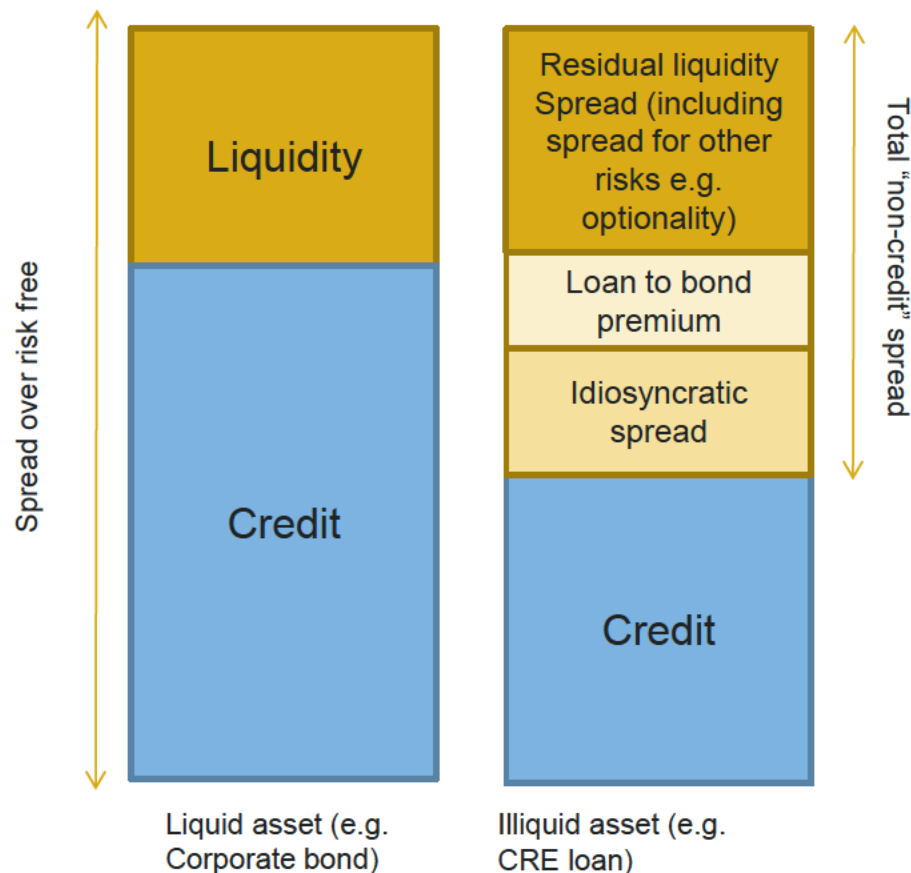 Spread over risk free
Liquidity
Credit
Liquid asset (e.g.
Corporate bond)
Residual liquidity
Spread (including
spread for other
risks e.g.
optionality)
Loan to bond
premium
Idiosyncratic
spread
Credit
Illiquid asset (e.g.
CRE loan)
Total “non-credit” spread